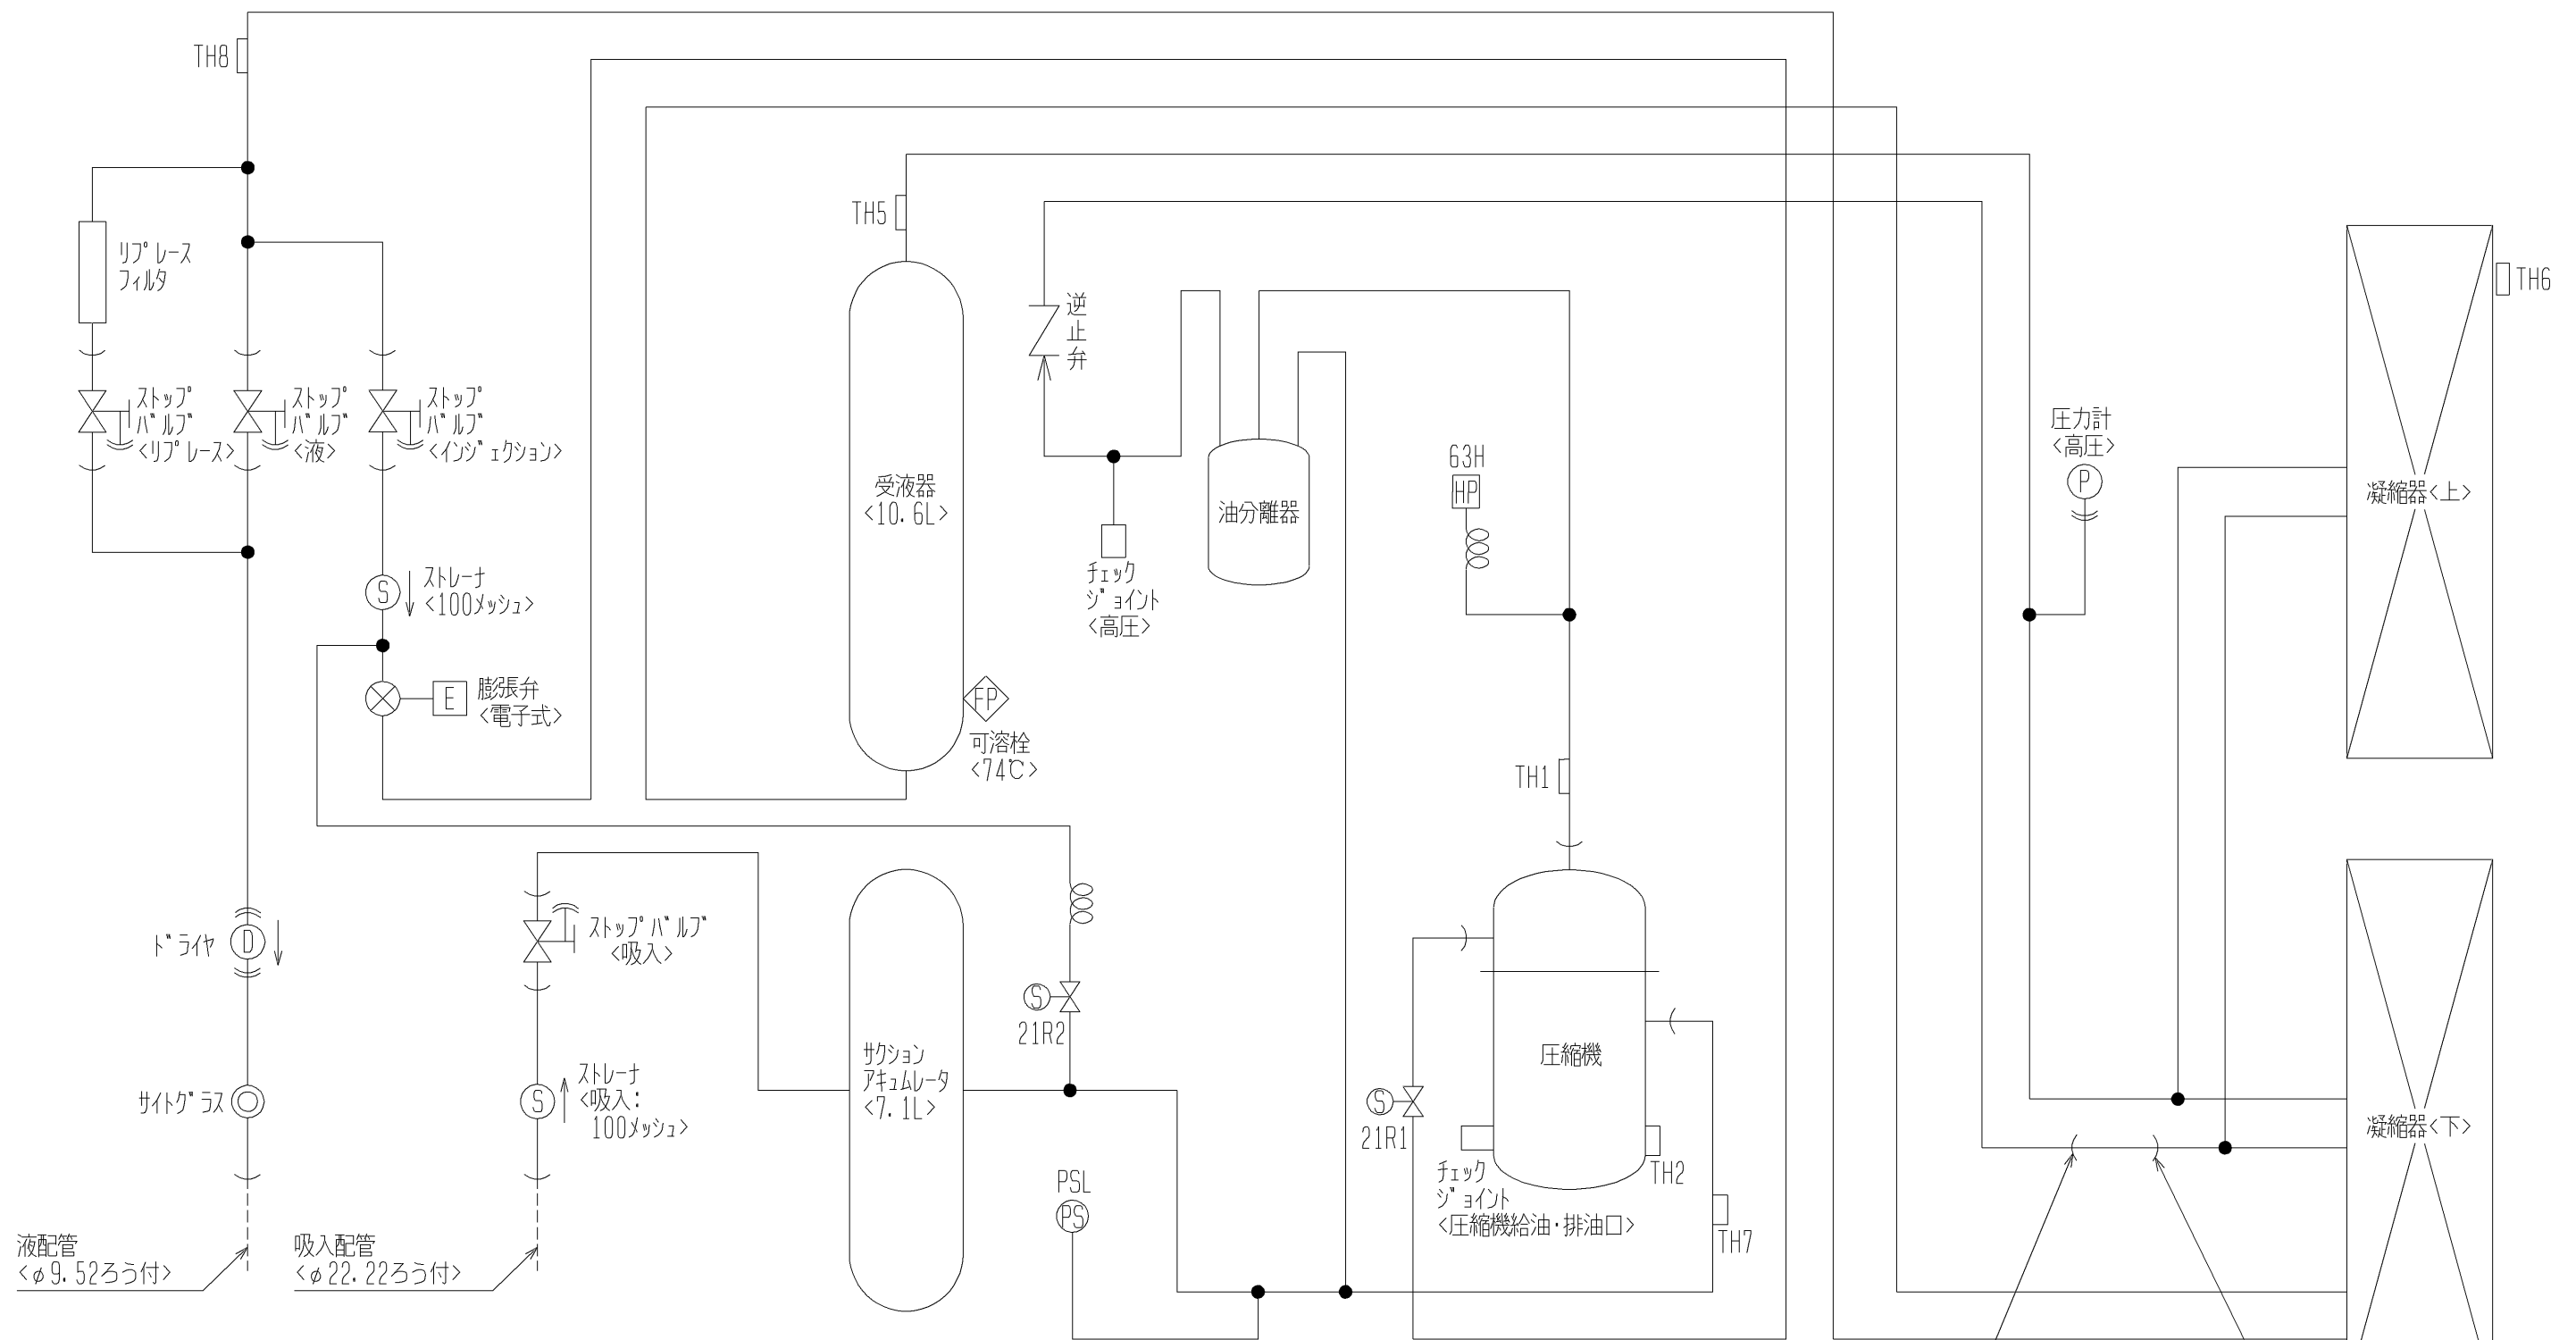 TH8
リプレース
フィルタ
ストップ
バルブ
<リプレース>
ストップ
バルブ
<液>
ストップ
バルブ
<インジェクション>
S
ストレーナ
<100メッシュ>
E
膨張弁
<電子式>
ドライヤ
D
サイトグラス
液配管
<φ9.52ろう付>
ストップバルブ
<吸入>
S
ストレーナ
<吸入:
100メッシュ>
吸入配管
<φ22.22ろう付>
TH5
受液器
<10.6L>
FP
可溶栓
<74℃>
逆
止
弁
チェック
ジョイント
<高圧>
油分離器
63H
HP
TH1
サクション
アキュムレータ
<7.1L>
S
21R2
PSL
PS
圧縮機
S
21R1
チェック
ジョイント
<圧縮機給油・排油口>
TH2
TH7
圧力計
<高圧>
P
TH6
凝縮器<上>
凝縮器<下>